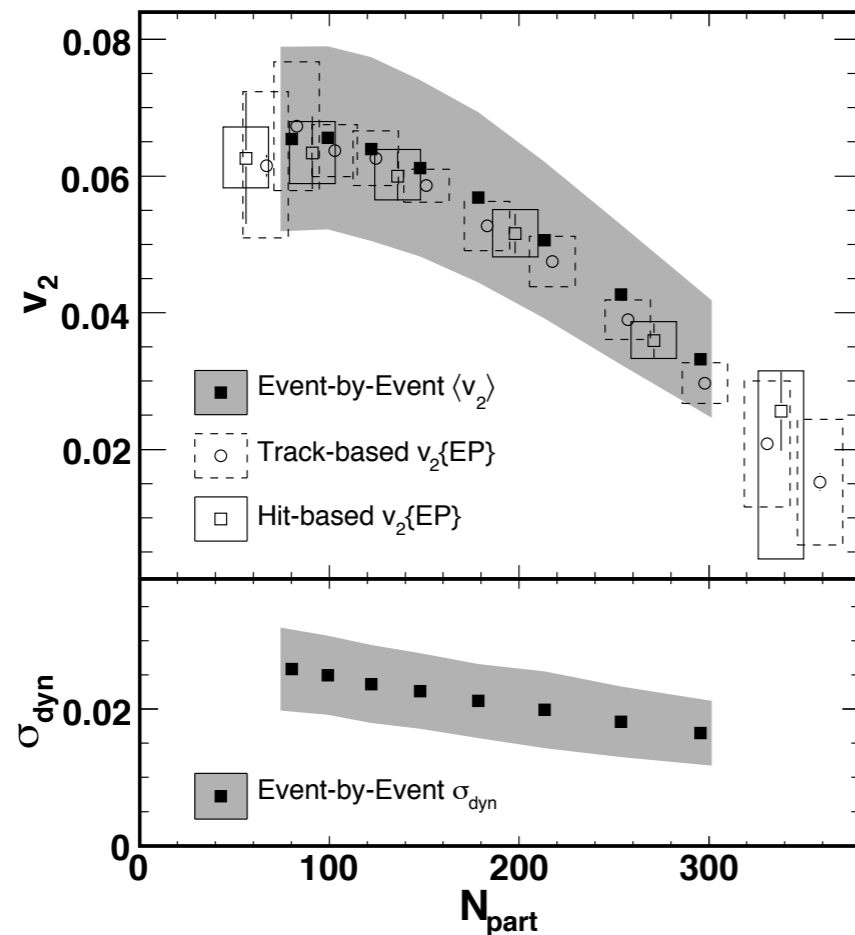 0.08
0.06
0.04
0.02
v₂
Event-by-Event ⟨v₂⟩
Track-based v₂{EP}
Hit-based v₂{EP}
0.02
0
σdyn
Event-by-Event σdyn
0 100 200 300
Npart